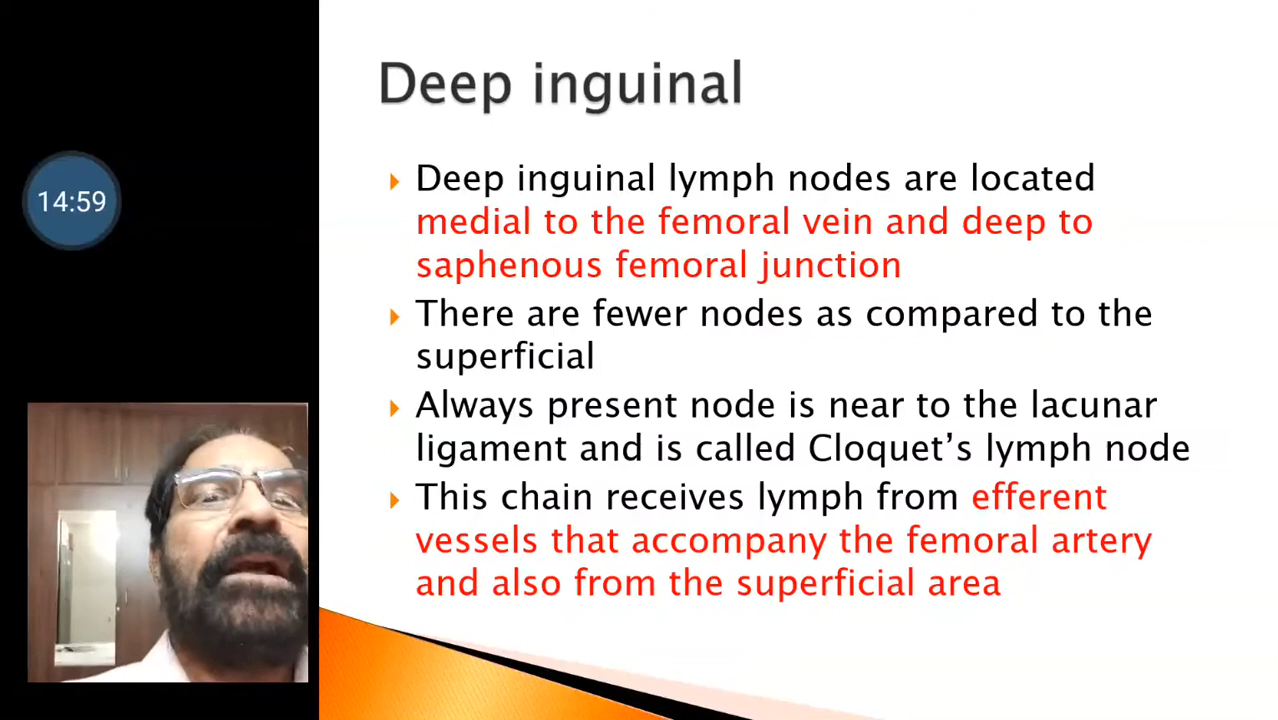 Deep inguinal
14:59
Deep inguinal lymph nodes are located
medial to the femoral vein and deep to
saphenous femoral junction
There are fewer nodes as compared to the
superficial
Always present node is near to the lacunar
ligament and is called Cloquet’s lymph node
This chain receives lymph from efferent
vessels that accompany the femoral artery
and also from the superficial area